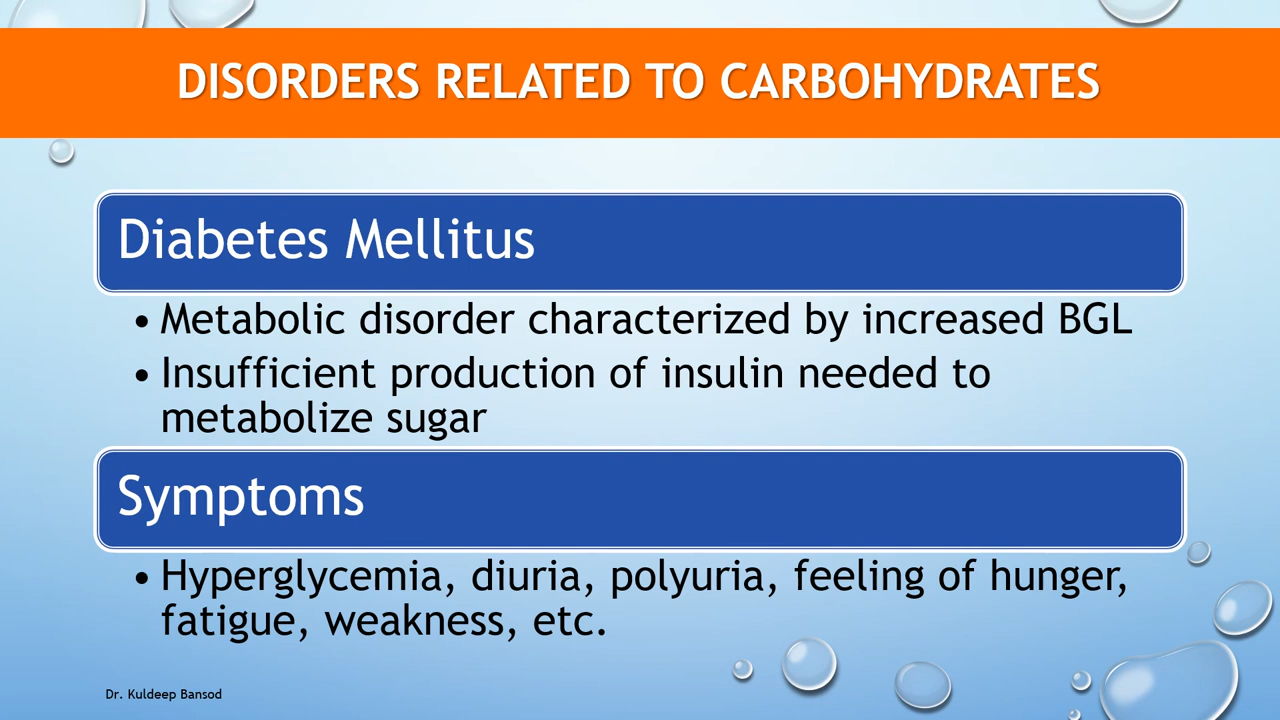 DISORDERS RELATED TO CARBOHYDRATES
Diabetes Mellitus
• Metabolic disorder characterized by increased BGL
• Insufficient production of insulin needed to
metabolize sugar
Symptoms
• Hyperglycemia, diuria, polyuria, feeling of hunger,
fatigue, weakness, etc.
Dr. Kuldeep Bansod